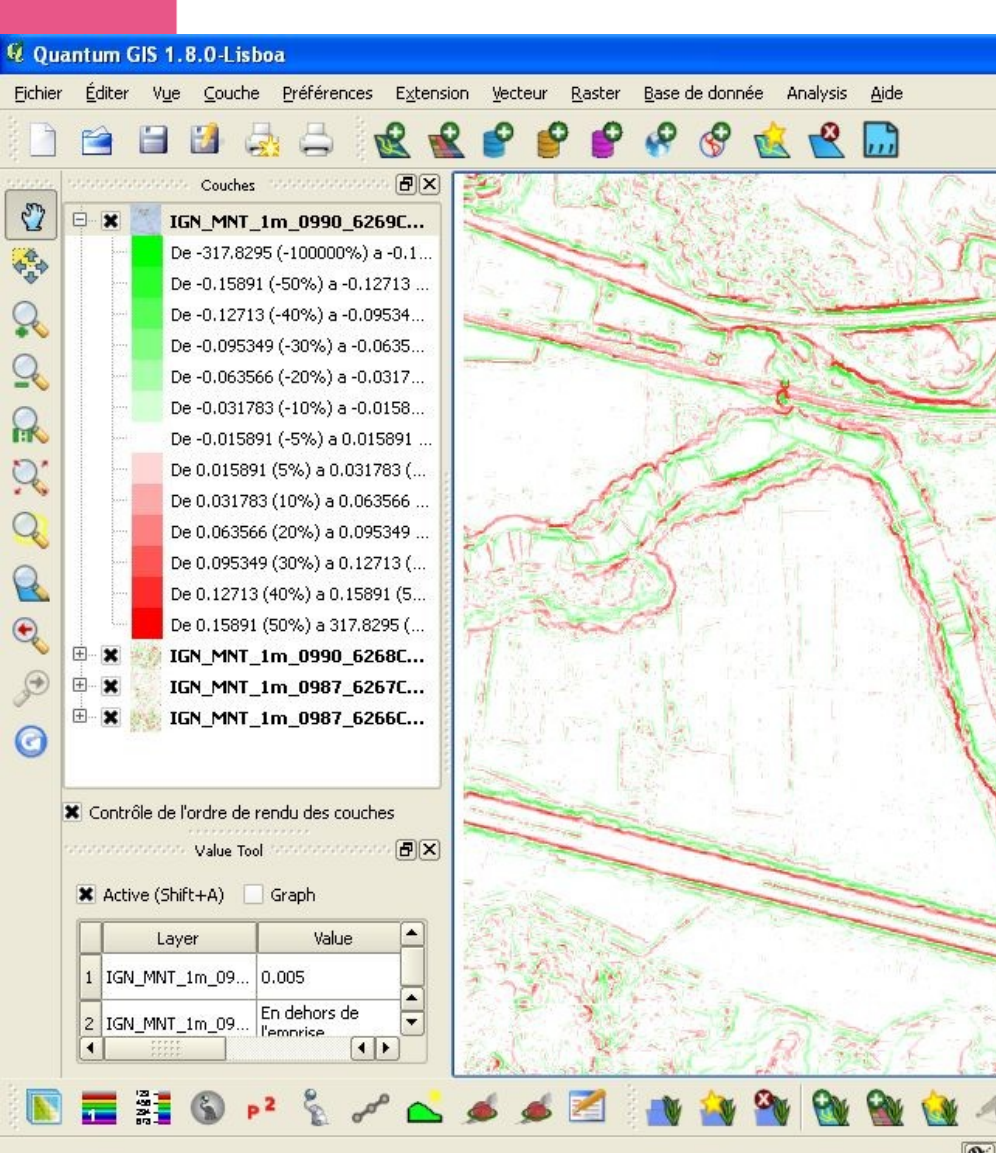 Quantum GIS 1.8.0-Lisboa
Fichier Éditer Vue Couche Préférences Extension Vecteur Raster Base de donnée Analysis Aide
Couches
IGN_MNT_1m_0990_6269C...
De -317.8295 (-100000%) a -0.1...
De -0.15891 (-50%) a -0.12713 ...
De -0.12713 (-40%) a -0.09534...
De -0.095349 (-30%) a -0.0635...
De -0.063566 (-20%) a -0.0317...
De -0.031783 (-10%) a -0.0158...
De -0.015891 (-5%) a 0.015891 ...
De 0.015891 (5%) a 0.031783 (...
De 0.031783 (10%) a 0.063566 ...
De 0.063566 (20%) a 0.095349 ...
De 0.095349 (30%) a 0.12713 (...
De 0.12713 (40%) a 0.15891 (5...
De 0.15891 (50%) a 317.8295 (...
IGN_MNT_1m_0990_6268C...
IGN_MNT_1m_0987_6267C...
IGN_MNT_1m_0987_6266C...
Contrôle de l'ordre de rendu des couches
Value Tool
Active (Shift+A) Graph
Layer Value
1 IGN_MNT_1m_09... 0.005
2 IGN_MNT_1m_09... En dehors de
l'emprise
P2